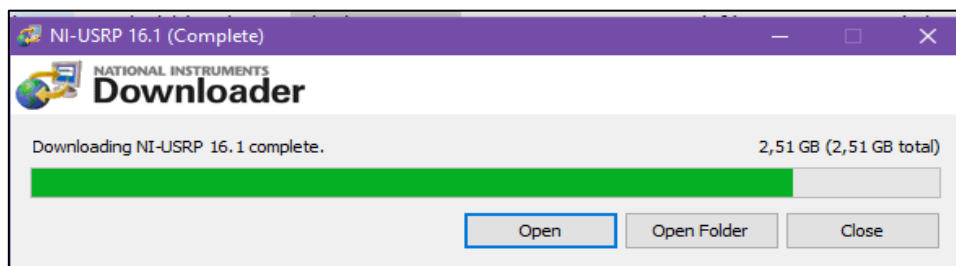 NI-USRP 16.1 (Complete)
NATIONAL INSTRUMENTS
Downloader
Downloading NI-USRP 16.1 complete. 2,51 GB (2,51 GB total)
Open Open Folder Close